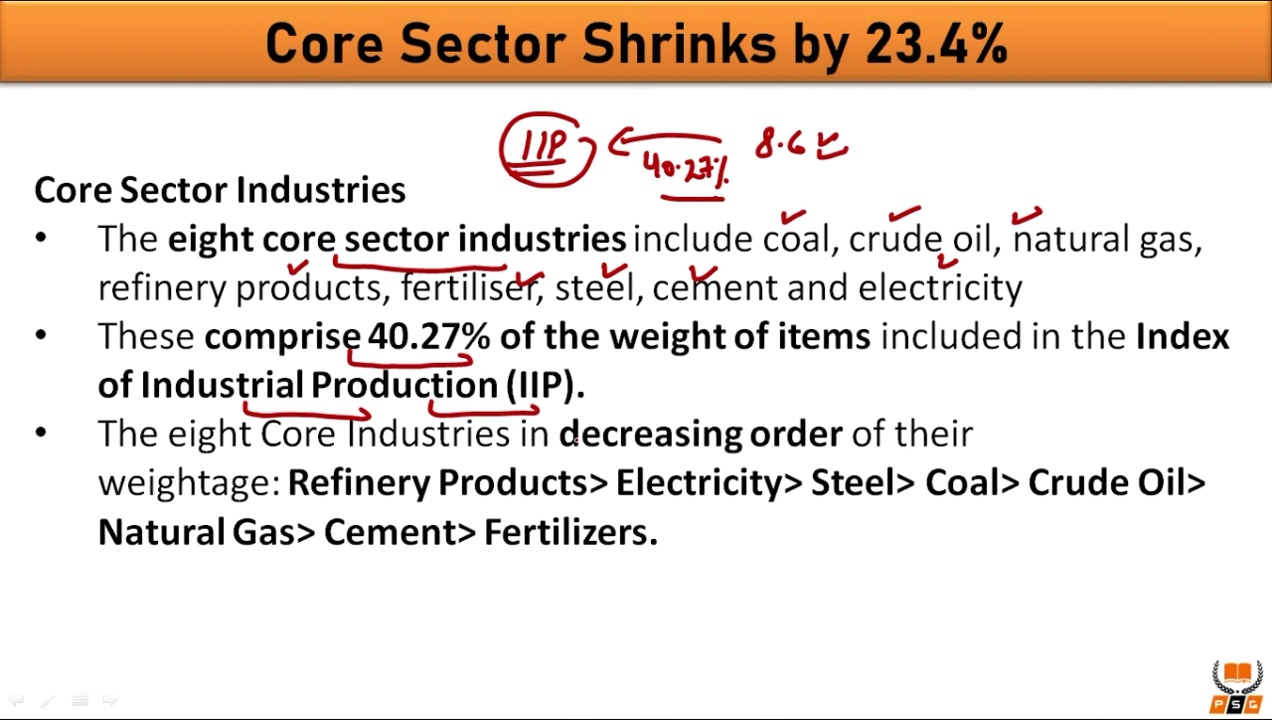 Core Sector Shrinks by 23.4%
IIP 40.27% 8.6
Core Sector Industries
• The eight core sector industries include coal, crude oil, natural gas,
refinery products, fertiliser, steel, cement and electricity
• These comprise 40.27% of the weight of items included in the Index
of Industrial Production (IIP).
• The eight Core Industries in decreasing order of their
weightage: Refinery Products> Electricity> Steel> Coal> Crude Oil>
Natural Gas> Cement> Fertilizers.
PSG